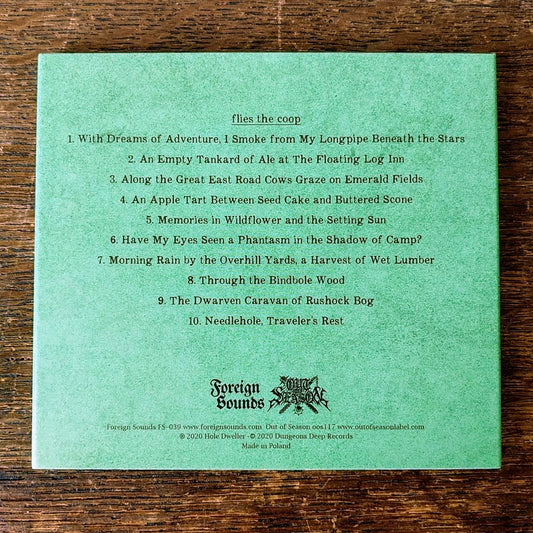 flies the coop
1. With Dreams of Adventure, I Smoke from My Longpipe Beneath the Stars
2. An Empty Tankard of Ale at The Floating Log Inn
3. Along the Great East Road Cows Graze on Emerald Fields
4. An Apple Tart Between Seed Cake and Buttered Scone
5. Memories in Wildflower and the Setting Sun
6. Have My Eyes Seen a Phantasm in the Shadow of Camp?
7. Morning Rain by the Overhill Yards, a Harvest of Wet Lumber
8. Through the Bindbole Wood
9. The Dwarven Caravan of Rushock Bog
10. Needlehole, Traveler's Rest
Foreign Sounds
OUT OF SEASON
Foreign Sounds FS-039 www.foreignsounds.com Out of Season oos117 www.outofseasonlabel.com
℗ 2020 Hole Dweller · © 2020 Dungeons Deep Records
Made in Poland